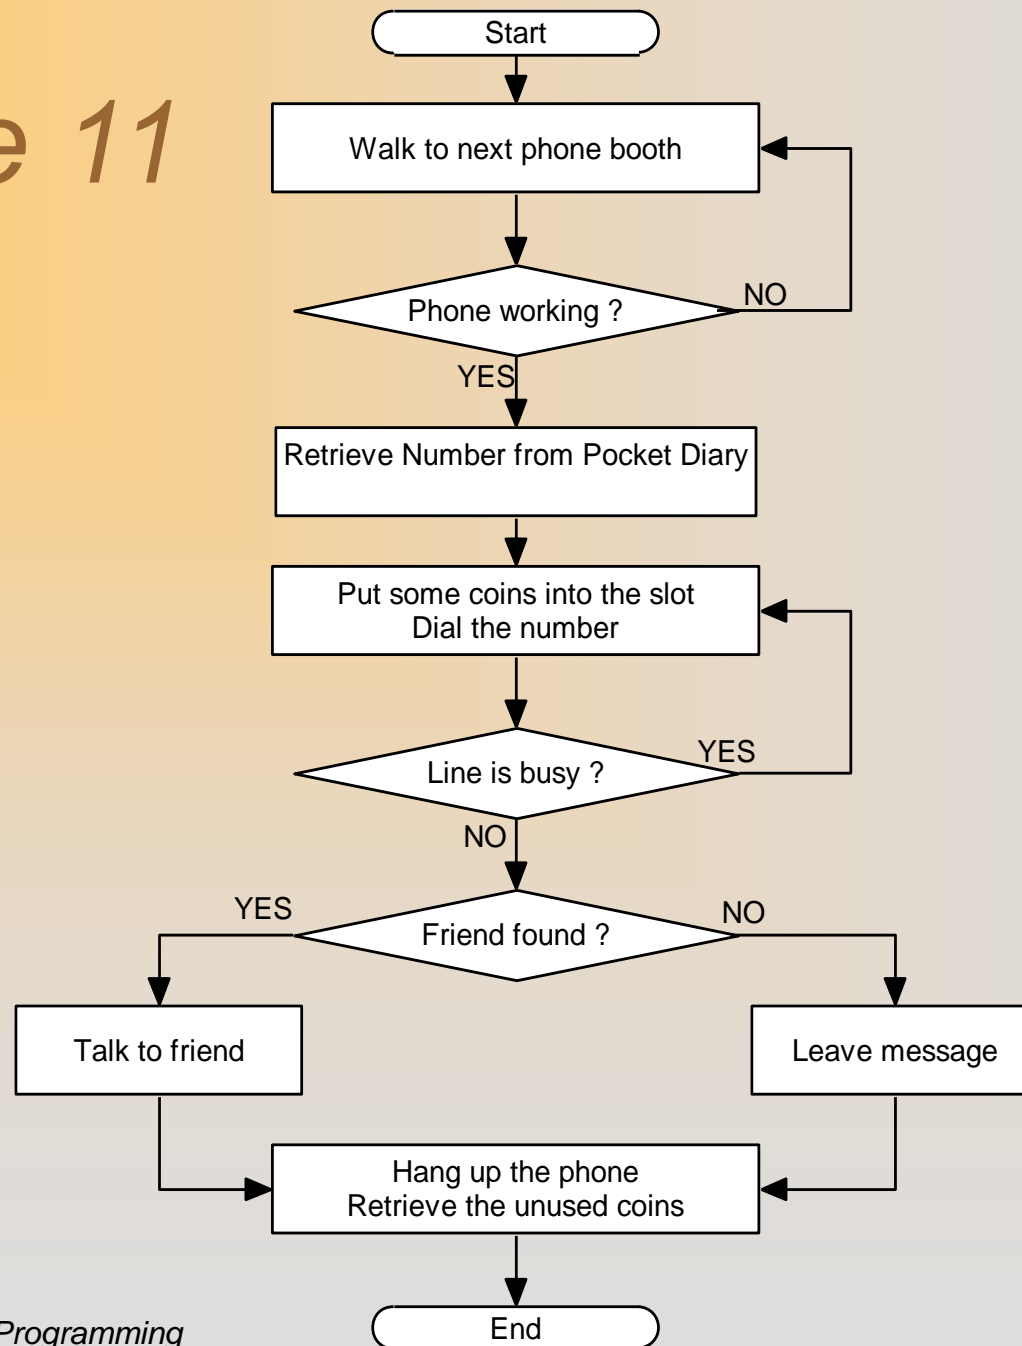 Start
e 11
Walk to next phone booth
NO
Phone working ?
YES
Retrieve Number from Pocket Diary
Put some coins into the slot
Dial the number
YES
Line is busy ?
NO
YES
NO
Friend found ?
Talk to friend
Leave message
Hang up the phone
Retrieve the unused coins
End
Programming